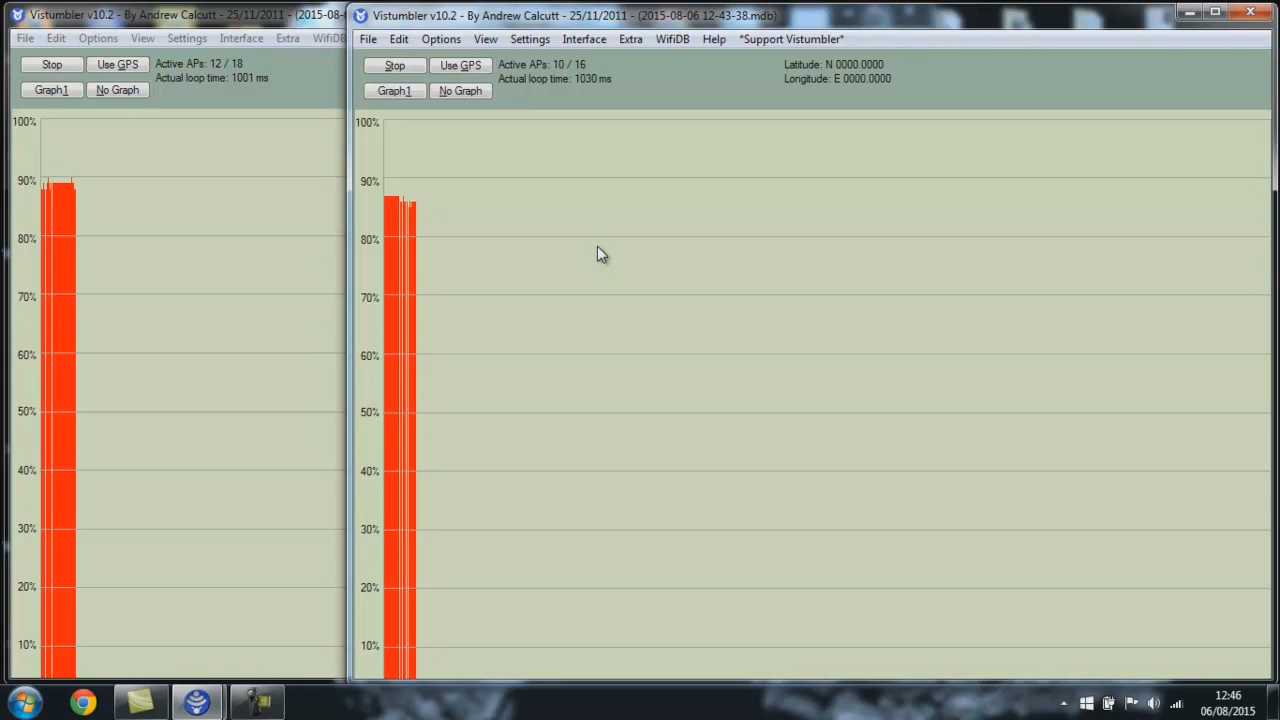 Vistumbler v10.2 - By Andrew Calcutt - 25/11/2011 - (2015-08-0
File Edit Options View Settings Interface Extra WifiD
Stop Use GPS Active APs: 12 / 18
Actual loop time: 1001 ms
Graph1 No Graph
100%
90%
80%
70%
60%
50%
40%
30%
20%
10%
Vistumbler v10.2 - By Andrew Calcutt - 25/11/2011 - (2015-08-06 12-43-38.mdb)
File Edit Options View Settings Interface Extra WifiDB Help *Support Vistumbler*
Stop Use GPS Active APs: 10 / 16 Latitude: N 0000.0000
Actual loop time: 1030 ms Longitude: E 0000.0000
Graph1 No Graph
100%
90%
80%
70%
60%
50%
40%
30%
20%
10%
12:46
06/08/2015